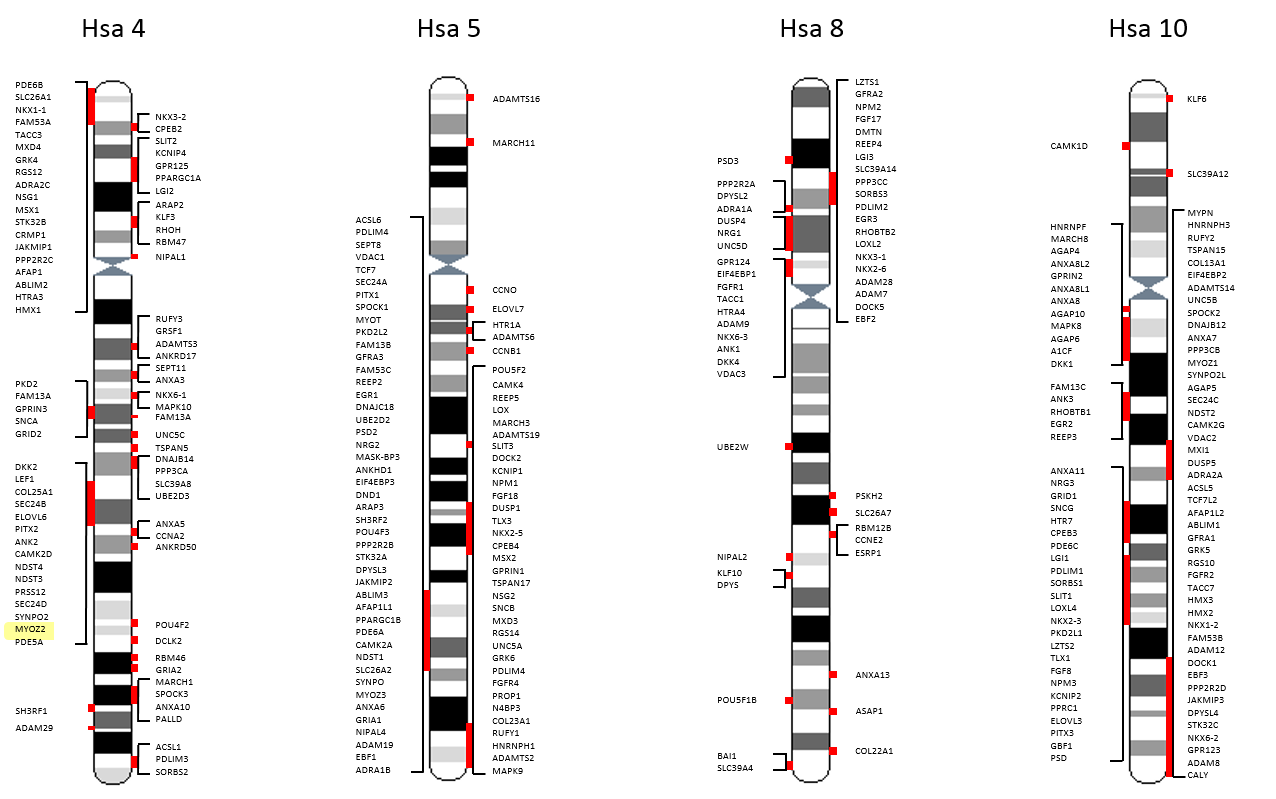 Hsa 4
Hsa 5
Hsa 8
Hsa 10
PDE6B
SLC26A1
NKX1-1
FAM53A
TACC3
MXD4
GRK4
RGS12
ADRA2C
NSG1
MSX1
STK32B
CRMP1
JAKMIP1
PPP2R2C
AFAP1
ABLIM2
HTRA3
HMX1
PKD2
FAM13A
GPRIN3
SNCA
GRID2
DKK2
LEF1
COL25A1
SEC24B
ELOVL6
PITX2
ANK2
CAMK2D
NDST4
NDST3
PRSS12
SEC24D
SYNPO2
MYOZ2
PDE5A
SH3RF1
ADAM29
NKX3-2
CPEB2
SLIT2
KCNIP4
GPR125
PPARGC1A
LGI2
ARAP2
KLF3
RHOH
RBM47
NIPAL1
RUFY3
GRSF1
ADAMTS3
ANKRD17
SEPT11
ANXA3
NKX6-1
MAPK10
FAM13A
UNC5C
TSPAN5
DNAJB14
PPP3CA
SLC39A8
UBE2D3
ANXA5
CCNA2
ANKRD50
POU4F2
DCLK2
RBM46
GRIA2
MARCH1
SPOCK3
ANXA10
PALLD
ACSL1
PDLIM3
SORBS2
ACSL6
PDLIM4
SEPT8
VDAC1
TCF7
SEC24A
PITX1
SPOCK1
MYOT
PKD2L2
FAM13B
GFRA3
FAM53C
REEP2
EGR1
DNAJC18
UBE2D2
PSD2
NRG2
MASK-BP3
ANKHD1
EIF4EBP3
DND1
ARAP3
SH3RF2
POU4F3
PPP2R2B
STK32A
DPYSL3
JAKMIP2
ABLIM3
AFAP1L1
PPARGC1B
PDE6A
CAMK2A
NDST1
SLC26A2
SYNPO
MYOZ3
ANXA6
GRIA1
NIPAL4
ADAM19
EBF1
ADRA1B
ADAMTS16
MARCH11
CCNO
ELOVL7
HTR1A
ADAMTS6
CCNB1
POU5F2
CAMK4
REEP5
LOX
MARCH3
ADAMTS19
SLIT3
DOCK2
KCNIP1
NPM1
FGF18
DUSP1
TLX3
NKX2-5
CPEB4
MSX2
GPRIN1
TSPAN17
NSG2
SNCB
MXD3
RGS14
UNC5A
GRK6
PDLIM4
FGFR4
PROP1
N4BP3
COL23A1
RUFY1
HNRNPH1
ADAMTS2
MAPK9
PSD3
PPP2R2A
DPYSL2
ADRA1A
DUSP4
NRG1
UNC5D
GPR124
EIF4EBP1
FGFR1
TACC1
HTRA4
ADAM9
NKX6-3
ANK1
DKK4
VDAC3
UBE2W
NIPAL2
KLF10
DPYS
POU5F1B
BAI1
SLC39A4
LZTS1
GFRA2
NPM2
FGF17
DMTN
REEP4
LGI3
SLC39A14
PPP3CC
SORBS3
PDLIM2
EGR3
RHOBTB2
LOXL2
NKX3-1
NKX2-6
ADAM28
ADAM7
DOCK5
EBF2
PSKH2
SLC26A7
RBM12B
CCNE2
ESRP1
ANXA13
ASAP1
COL22A1
CAMK1D
HNRNPF
MARCH8
AGAP4
ANXA8L2
GPRIN2
ANXA8L1
ANXA8
AGAP10
MAPK8
AGAP6
A1CF
DKK1
FAM13C
ANK3
RHOBTB1
EGR2
REEP3
ANXA11
NRG3
GRID1
SNCG
HTR7
CPEB3
PDE6C
LGI1
PDLIM1
SORBS1
SLIT1
LOXL4
NKX2-3
PKD2L1
LZTS2
TLX1
FGF8
NPM3
KCNIP2
PPRC1
ELOVL3
PITX3
GBF1
PSD
KLF6
SLC39A12
MYPN
HNRNPH3
RUFY2
TSPAN15
COL13A1
EIF4EBP2
ADAMTS14
UNC5B
SPOCK2
DNAJB12
ANXA7
PPP3CB
MYOZ1
SYNPO2L
AGAP5
SEC24C
NDST2
CAMK2G
VDAC2
MXI1
DUSP5
ADRA2A
ACSL5
TCF7L2
AFAP1L2
ABLIM1
GFRA1
GRK5
RGS10
FGFR2
TACC7
HMX3
HMX2
NKX1-2
FAM53B
ADAM12
DOCK1
EBF3
PPP2R2D
JAKMIP3
DPYSL4
STK32C
NKX6-2
GPR123
ADAM8
CALY